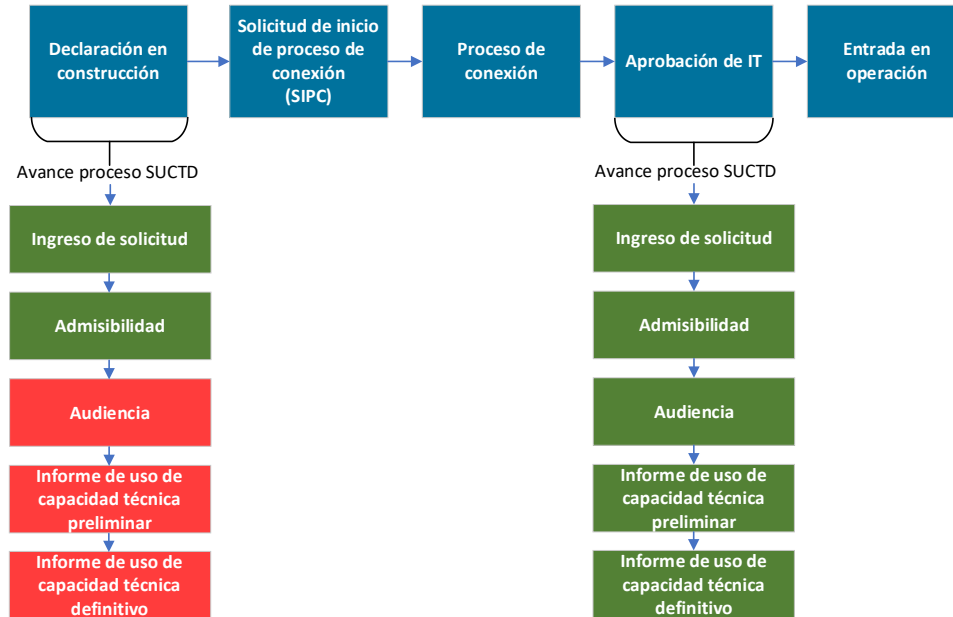 Declaración en
construcción
Solicitud de inicio
de proceso de
conexión
(SIPC)
Proceso de
conexión
Aprobación de IT
Entrada en
operación
Avance proceso SUCTD
Ingreso de solicitud
Admisibilidad
Audiencia
Informe de uso de
capacidad técnica
preliminar
Informe de uso de
capacidad técnica
definitivo
Avance proceso SUCTD
Ingreso de solicitud
Admisibilidad
Audiencia
Informe de uso de
capacidad técnica
preliminar
Informe de uso de
capacidad técnica
definitivo